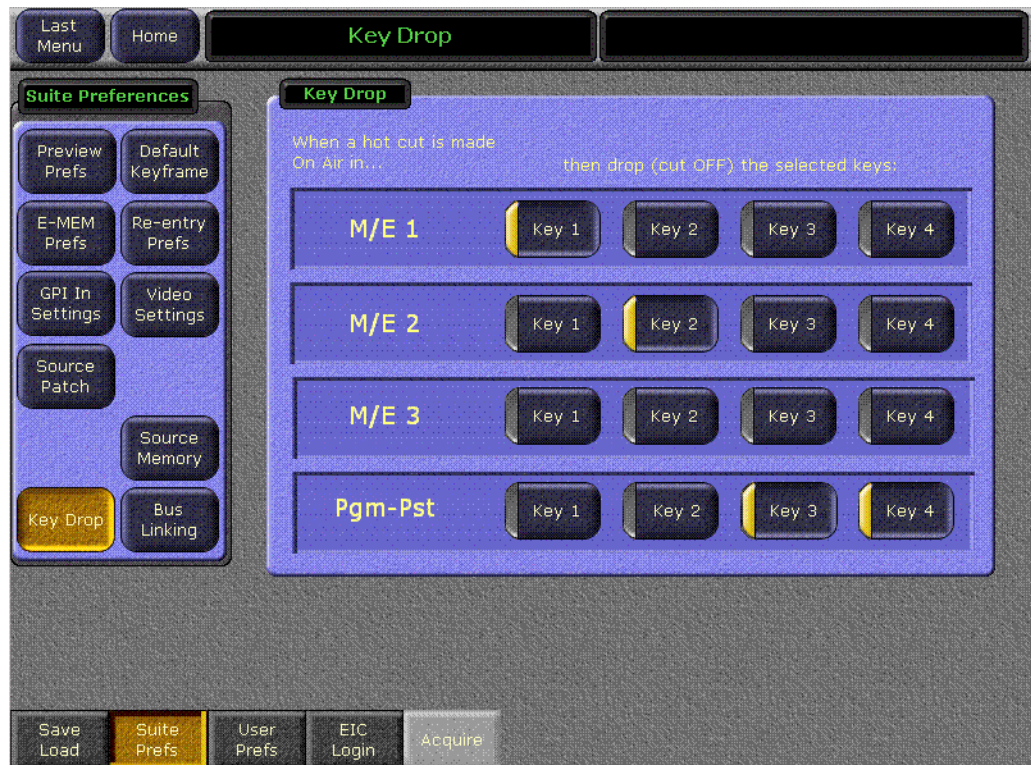 Last
Menu
Home
Key Drop
Suite Preferences
Preview
Prefs
Default
Keyframe
E-MEM
Prefs
Re-entry
Prefs
GPI In
Settings
Video
Settings
Source
Patch
Source
Memory
Key Drop
Bus
Linking
Key Drop
When a hot cut is made
On Air in...
then drop (cut OFF) the selected keys:
M/E 1
Key 1
Key 2
Key 3
Key 4
M/E 2
Key 1
Key 2
Key 3
Key 4
M/E 3
Key 1
Key 2
Key 3
Key 4
Pgm-Pst
Key 1
Key 2
Key 3
Key 4
Save
Load
Suite
Prefs
User
Prefs
EIC
Login
Acquire